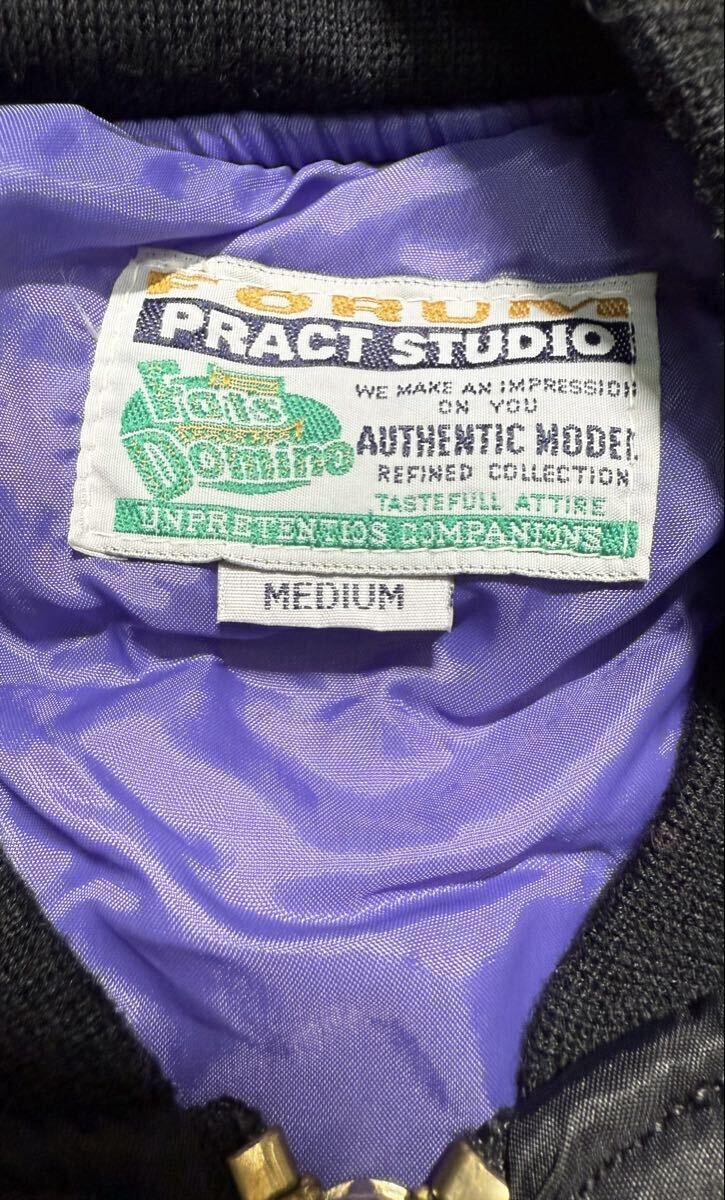 FORUM
PRACT STUDIO
Fats
Domino
WE MAKE AN IMPRESSION
ON YOU
AUTHENTIC MODEL
REFINED COLLECTION
TASTEFULL ATTIRE
UNPRETENTIOS COMPANIONS
MEDIUM